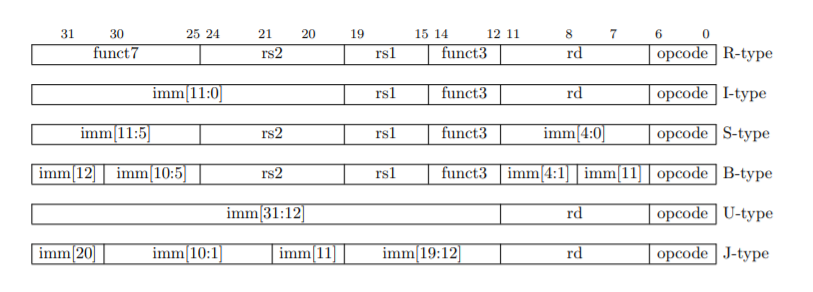 31 30 25 24 21 20 19 15 14 12 11 8 7 6 0
funct7 rs2 rs1 funct3 rd opcode R-type
imm[11:0] rs1 funct3 rd opcode I-type
imm[11:5] rs2 rs1 funct3 imm[4:0] opcode S-type
imm[12] imm[10:5] rs2 rs1 funct3 imm[4:1] imm[11] opcode B-type
imm[31:12] rd opcode U-type
imm[20] imm[10:1] imm[11] imm[19:12] rd opcode J-type